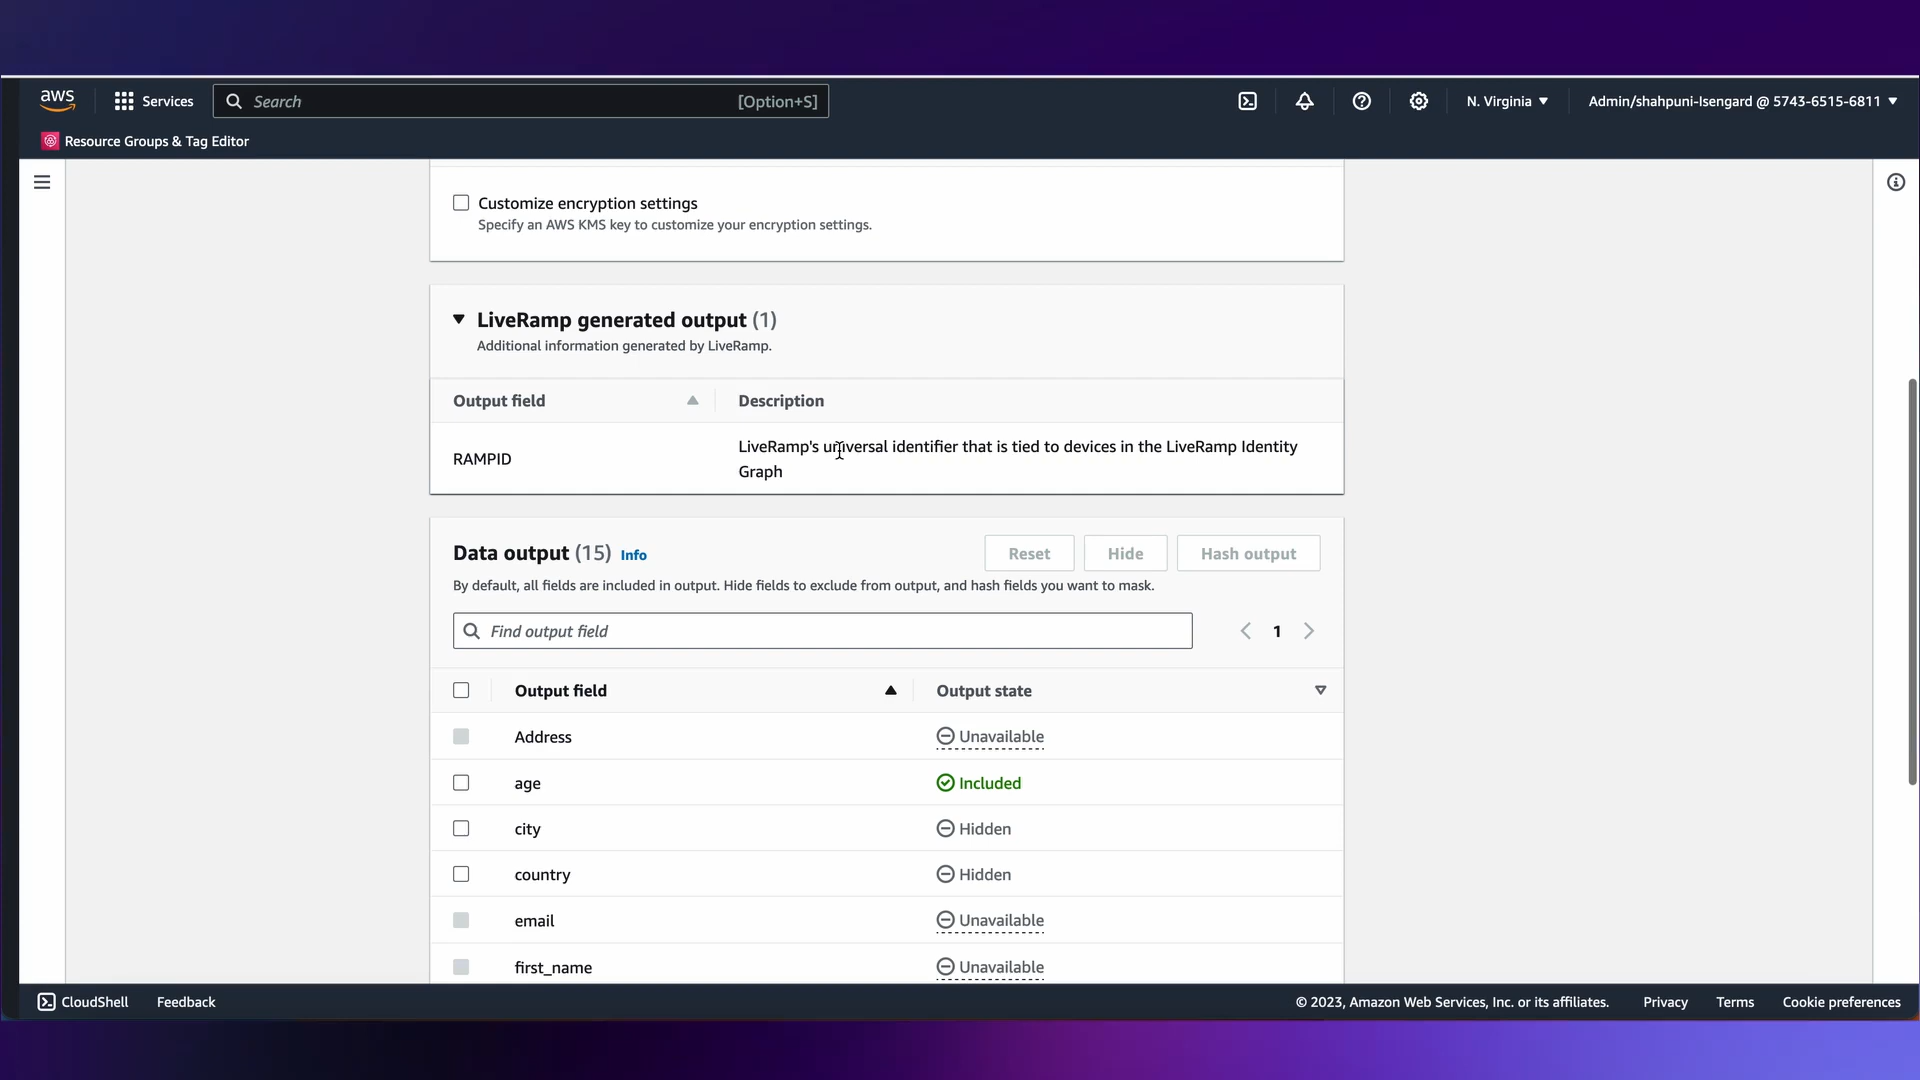 aws
Services
Search
[Option+S]
N. Virginia
Admin/shahpuni-Isengard @ 5743-6515-6811
Resource Groups & Tag Editor
Customize encryption settings
Specify an AWS KMS key to customize your encryption settings.
LiveRamp generated output (1)
Additional information generated by LiveRamp.
Output field
Description
RAMPID
LiveRamp's universal identifier that is tied to devices in the LiveRamp Identity
Graph
Data output (15) Info
Reset
Hide
Hash output
By default, all fields are included in output. Hide fields to exclude from output, and hash fields you want to mask.
Find output field
1
Output field
Output state
Address
Unavailable
age
Included
city
Hidden
country
Hidden
email
Unavailable
first_name
Unavailable
CloudShell
Feedback
© 2023, Amazon Web Services, Inc. or its affiliates.
Privacy
Terms
Cookie preferences